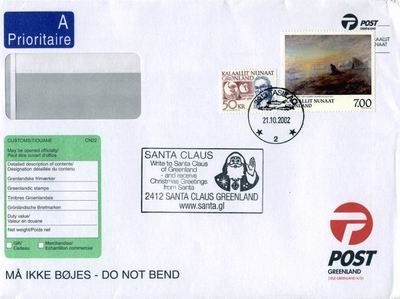 A
Prioritaire
POST
GREENLAND
KALAALLIT
KALAALLIT NUNAAT
GRØNLAND
50 KR.
KALAALLIT NUNAAT
GRØNLAND
7.00
21.10.2002
2
CUSTOMS/DOUANE CN22
May be opened officially/
Peut être ouvert d'office
Detailed description of contents/
Désignation détaillée du contenu
Grønlandske frimærker
Greenlandic stamps
Timbres Groenlandais
Grönländische Briefmarken
Duty value/
Valeur en douane
Net weight/Poids net
Gift/
Cadeau
Merchandise/
Echantillon commercial
SANTA CLAUS
Write to Santa Claus
of Greenland
- and receive
Christmas Greetings
from Santa
2412 SANTA CLAUS GREENLAND
www.santa.gl
POST
GREENLAND
MÅ IKKE BØJES - DO NOT BEND